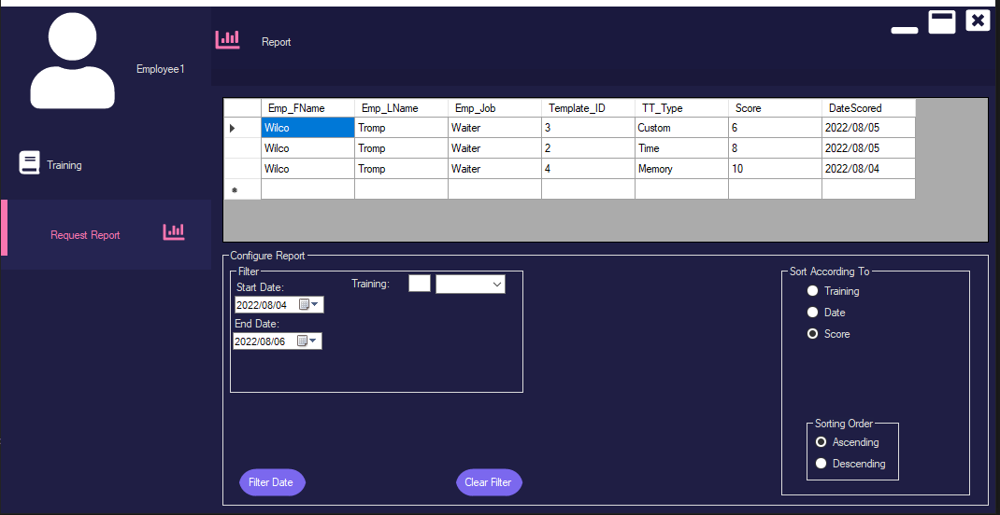 Report
Employee1
Training
Request Report
Emp_FName Emp_LName Emp_Job Template_ID TT_Type Score DateScored
Wilco Tromp Waiter 3 Custom 6 2022/08/05
Wilco Tromp Waiter 2 Time 8 2022/08/05
Wilco Tromp Waiter 4 Memory 10 2022/08/04
Configure Report
Filter
Start Date:
Training:
2022/08/04
End Date:
2022/08/06
Sort According To
Training
Date
Score
Sorting Order
Ascending
Descending
Filter Date
Clear Filter